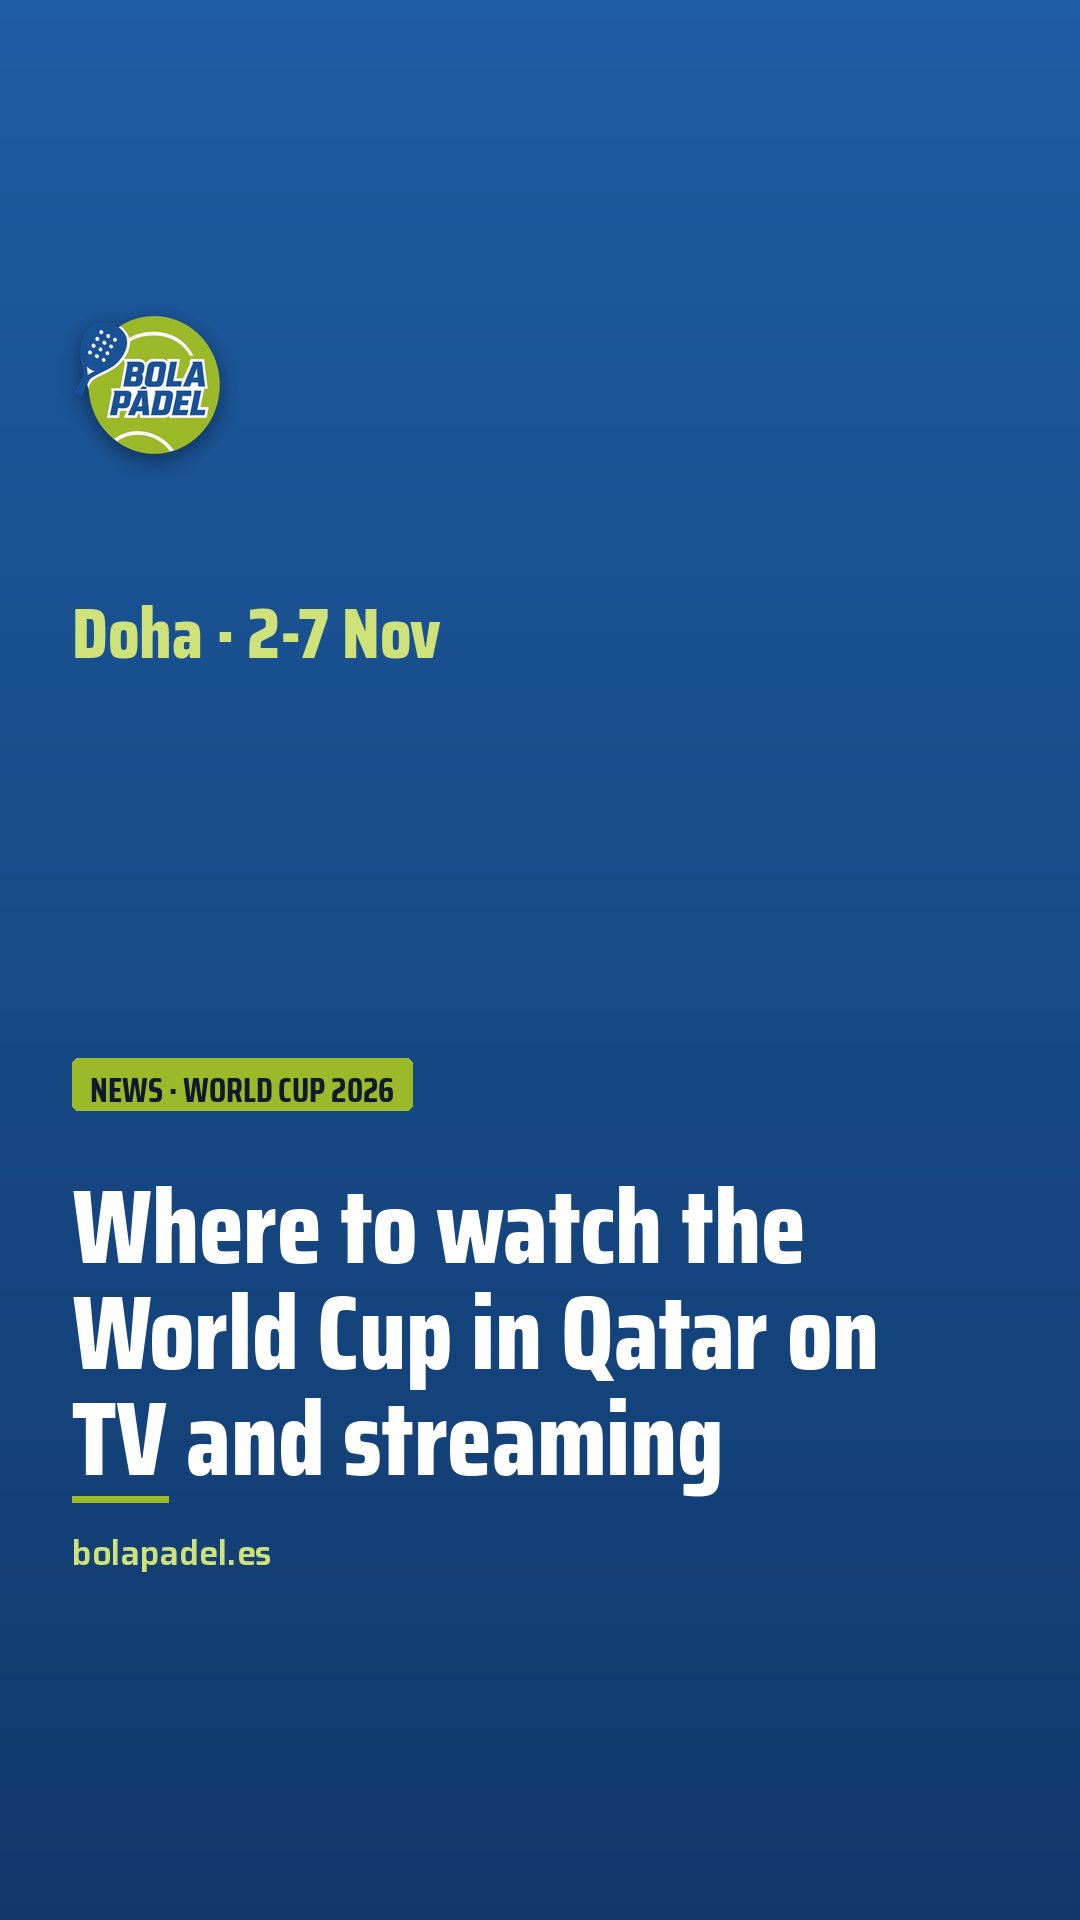 BOLA
PADEL
Doha · 2-7 Nov
NEWS · WORLD CUP 2026
Where to watch the
World Cup in Qatar on
TV and streaming
bolapadel.es